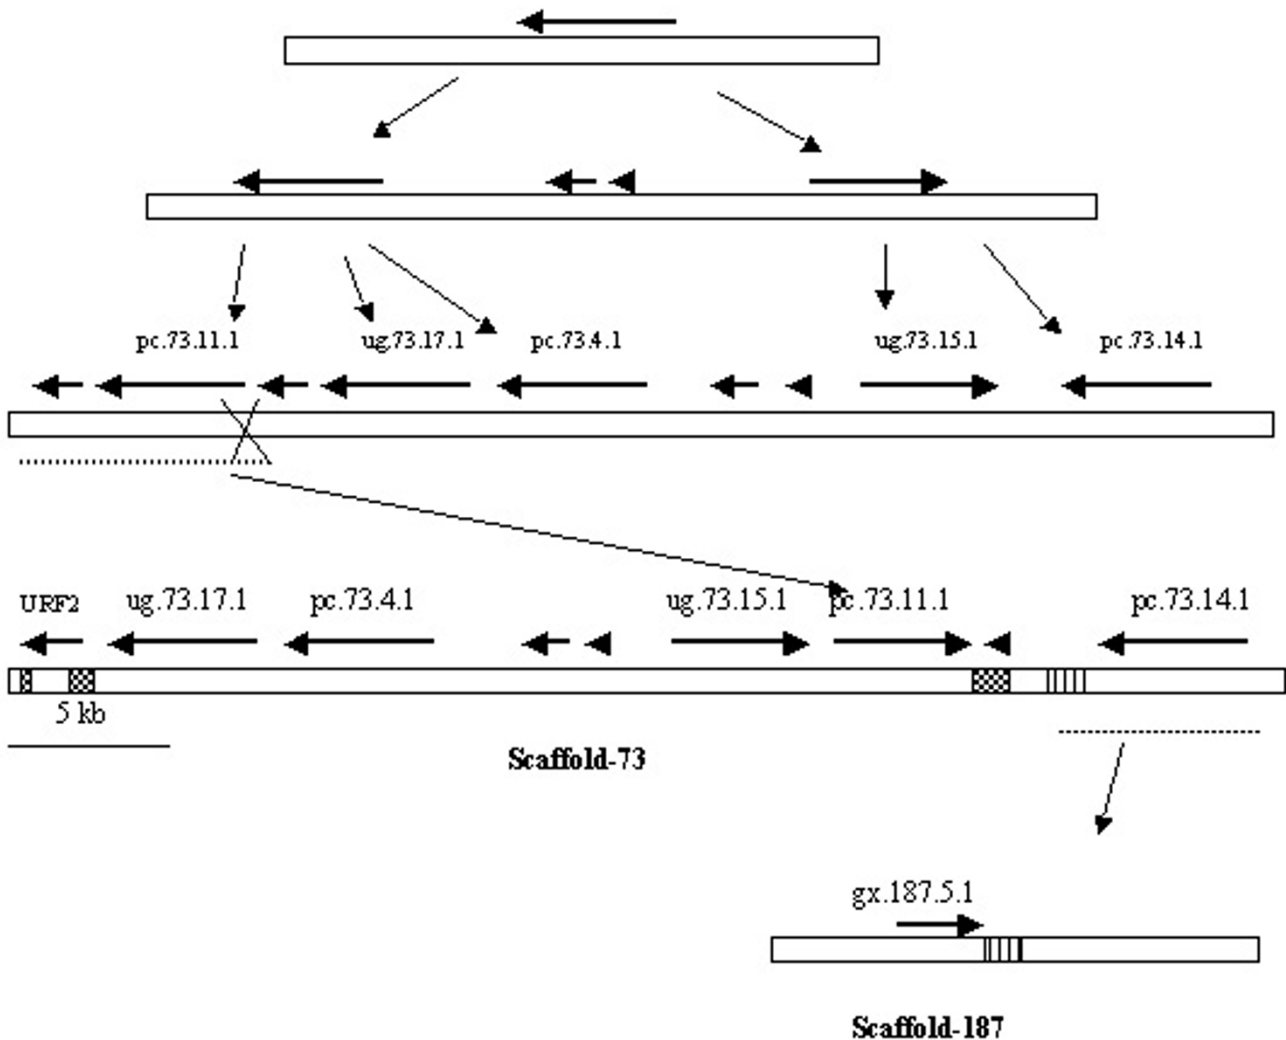 pc.73.11.1 ug.73.17.1 pc.73.4.1 ug.73.15.1 pc.73.14.1
URF2 ug.73.17.1 pc.73.4.1 ug.73.15.1 pc.73.11.1 pc.73.14.1
5 kb
Scaffold-73
gx.187.5.1
Scaffold-187